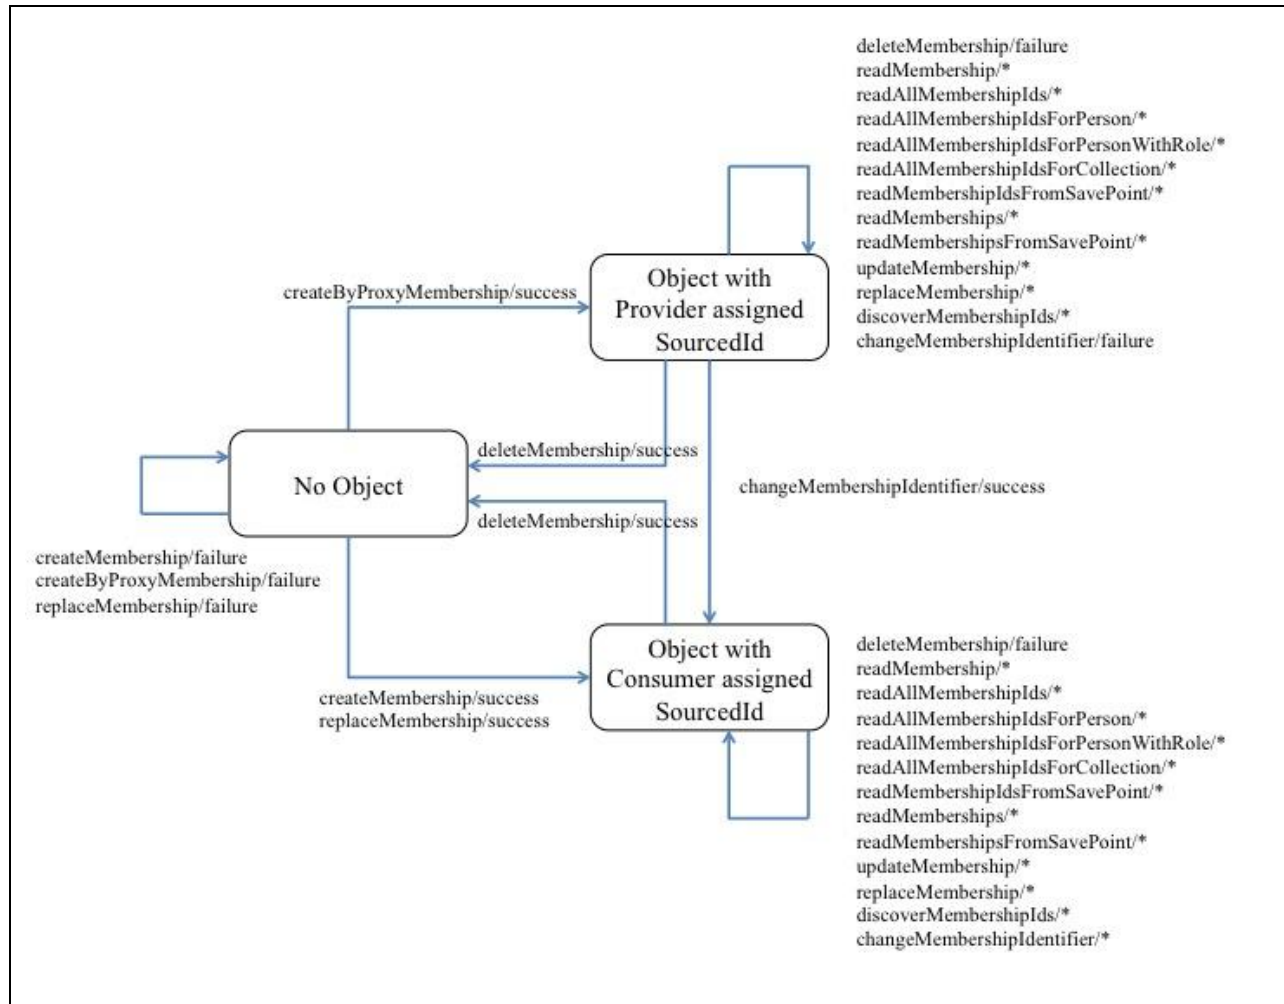 deleteMembership/failure
readMembership/*
readAllMembershipIds/*
readAllMembershipIdsForPerson/*
readAllMembershipIdsForPersonWithRole/*
readAllMembershipIdsForCollection/*
readMembershipIdsFromSavePoint/*
readMemberships/*
readMembershipsFromSavePoint/*
updateMembership/*
replaceMembership/*
discoverMembershipIds/*
changeMembershipIdentifier/failure
Object with
Provider assigned
SourcedId
createByProxyMembership/success
deleteMembership/success
No Object
changeMembershipIdentifier/success
deleteMembership/success
createMembership/failure
createByProxyMembership/failure
replaceMembership/failure
Object with
Consumer assigned
SourcedId
createMembership/success
replaceMembership/success
deleteMembership/failure
readMembership/*
readAllMembershipIds/*
readAllMembershipIdsForPerson/*
readAllMembershipIdsForPersonWithRole/*
readAllMembershipIdsForCollection/*
readMembershipIdsFromSavePoint/*
readMemberships/*
readMembershipsFromSavePoint/*
updateMembership/*
replaceMembership/*
discoverMembershipIds/*
changeMembershipIdentifier/*